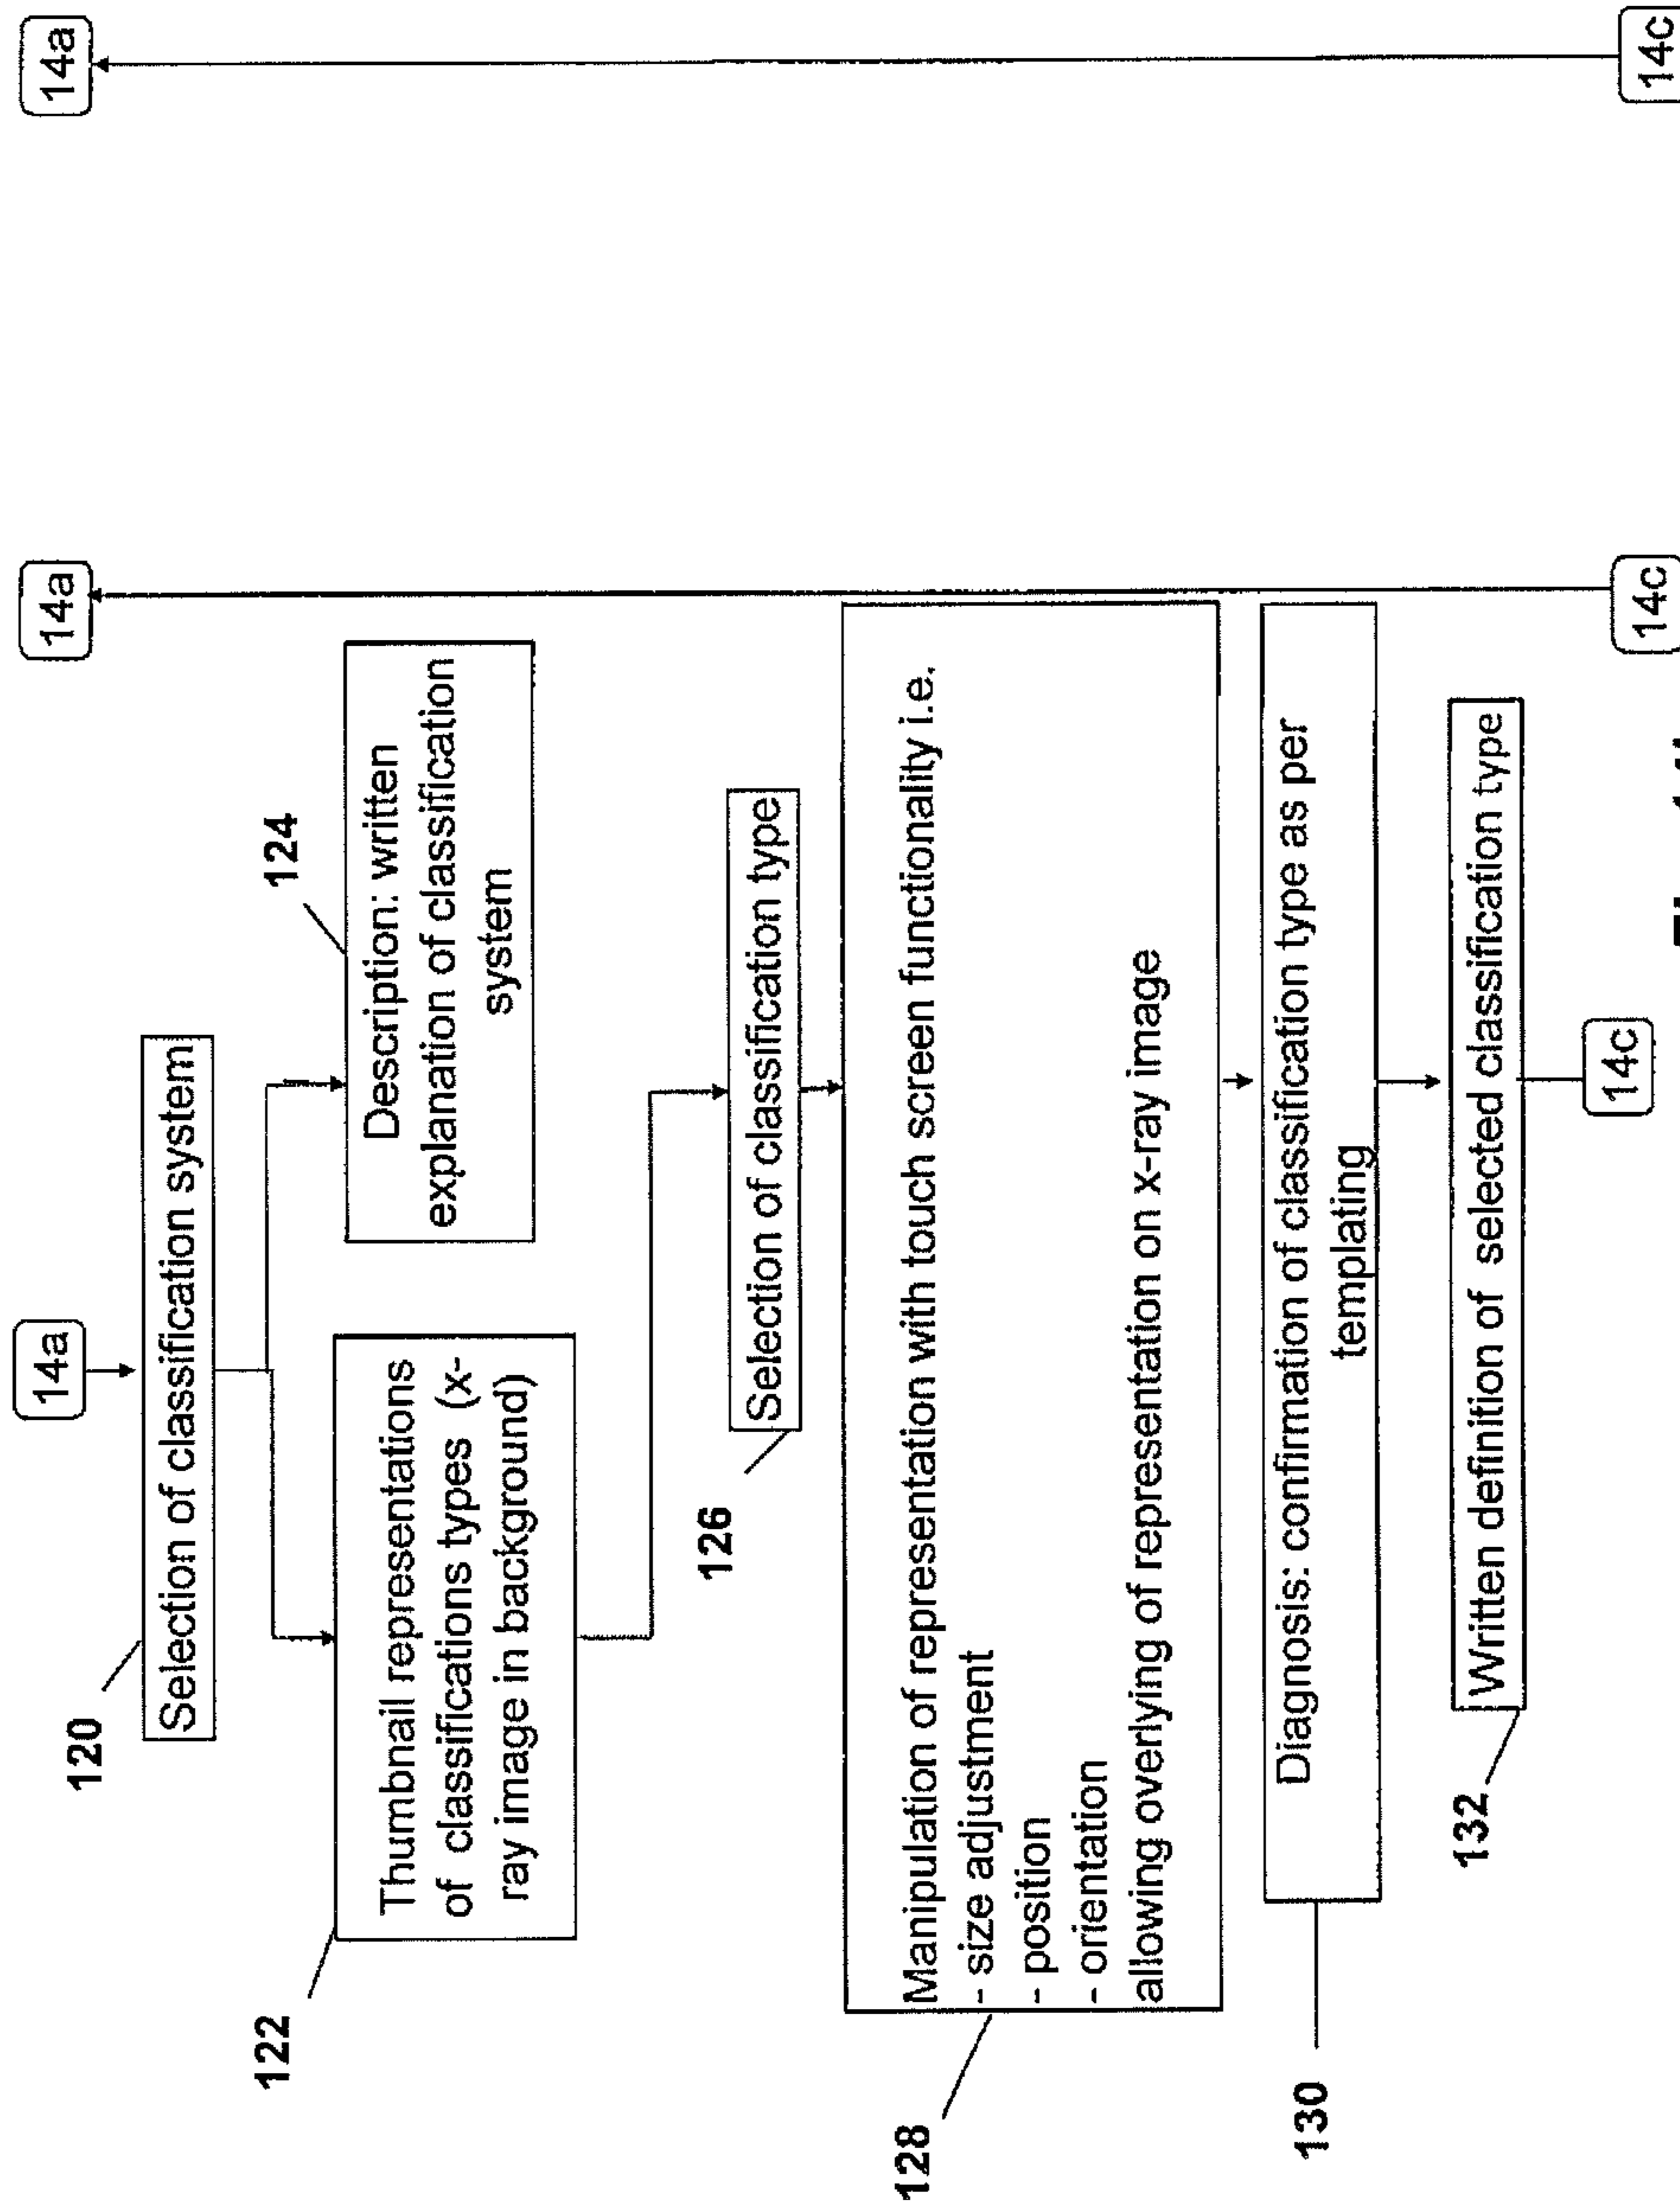 14a
14a
14a
120
Selection of classification system
122
Thumbnail representations
of classifications types (x-
ray image in background)
124
Description: written
explanation of classification
system
126
Selection of classification type
128
Manipulation of representation with touch screen functionality i.e.
- size adjustment
- position
- orientation
allowing overlying of representation on x-ray image
130
Diagnosis: confirmation of classification type as per
templating
132
Written definition of selected classification type
14c
14c
14c